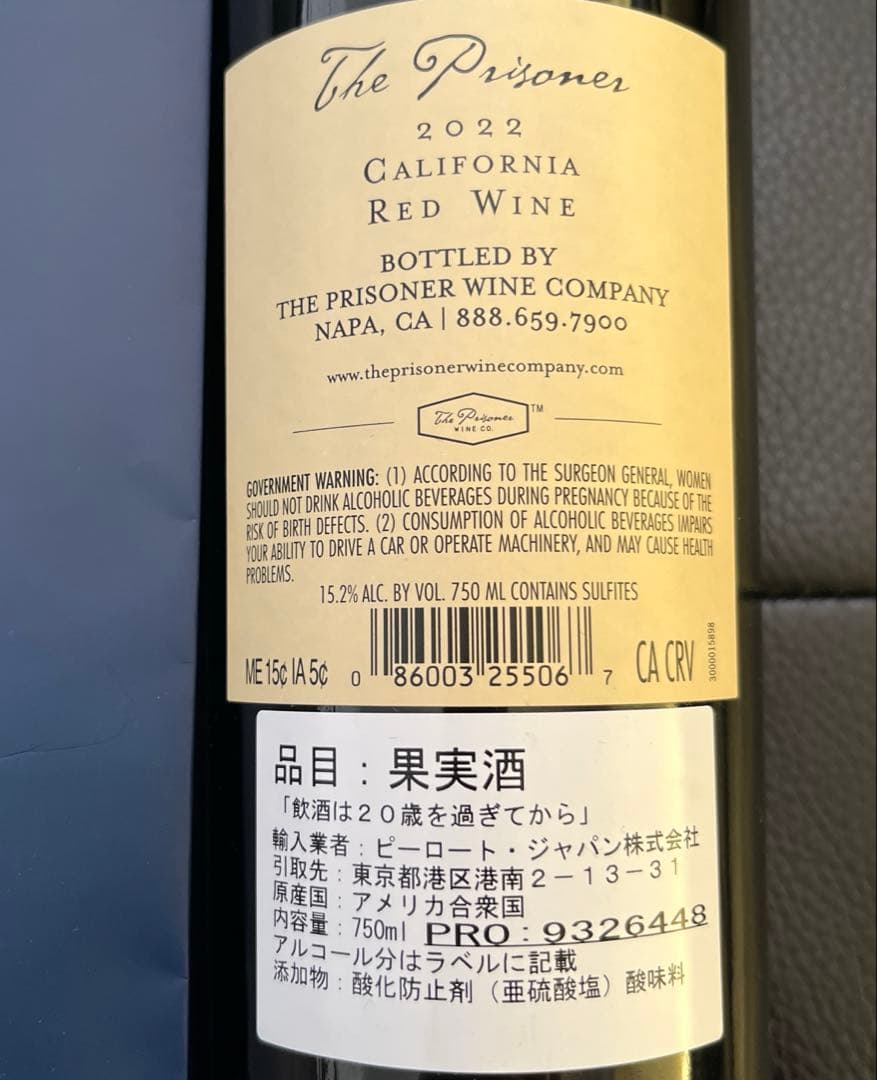 The Prisoner
2022
CALIFORNIA
RED WINE
BOTTLED BY
THE PRISONER WINE COMPANY
NAPA, CA | 888.659.7900
www.theprisonerwinecompany.com
The Prisoner TM
WINE CO.
GOVERNMENT WARNING: (1) ACCORDING TO THE SURGEON GENERAL, WOMEN
SHOULD NOT DRINK ALCOHOLIC BEVERAGES DURING PREGNANCY BECAUSE OF THE
RISK OF BIRTH DEFECTS. (2) CONSUMPTION OF ALCOHOLIC BEVERAGES IMPAIRS
YOUR ABILITY TO DRIVE A CAR OR OPERATE MACHINERY, AND MAY CAUSE HEALTH
PROBLEMS.
15.2% ALC. BY VOL. 750 ML CONTAINS SULFITES
ME 15¢ IA 5¢ 0 86003 25506 7 CA CRV
3000015898
品目：果実酒
「飲酒は２０歳を過ぎてから」
輸入業者：ピーロート・ジャパン株式会社
引取先：東京都港区港南２－１３－３１
原産国：アメリカ合衆国
内容量：750ml PRO：9326448
アルコール分はラベルに記載
添加物：酸化防止剤（亜硫酸塩）酸味料